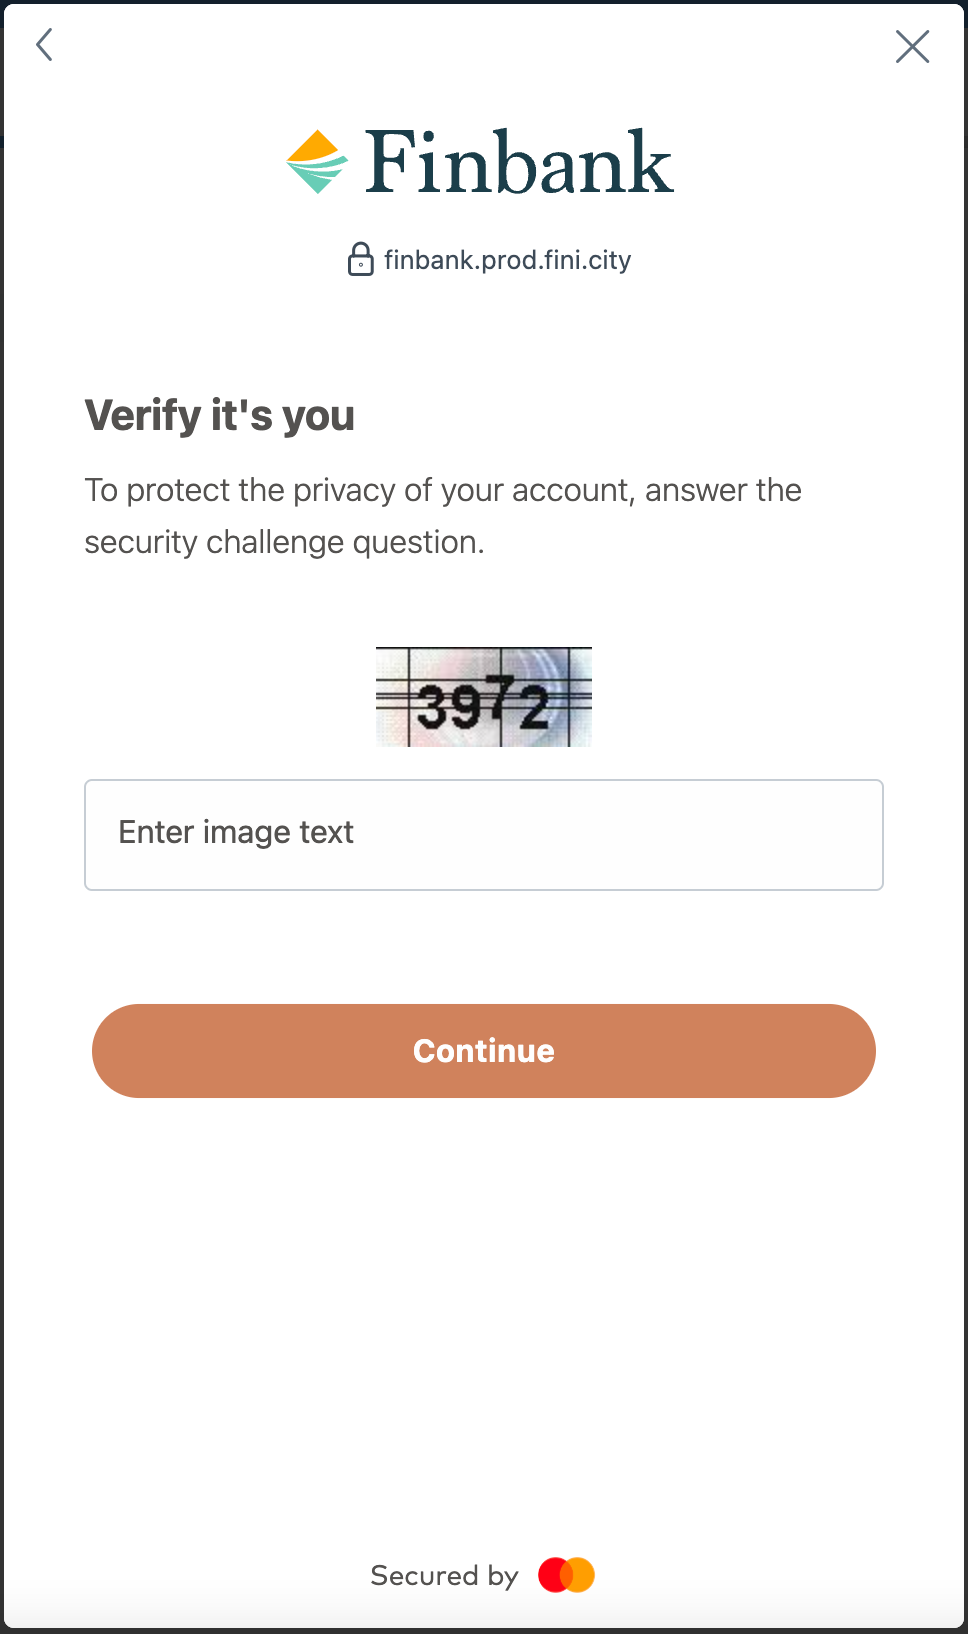 Finbank
finbank.prod.fini.city
Verify it's you
To protect the privacy of your account, answer the
security challenge question.
3972
Enter image text
Continue
Secured by